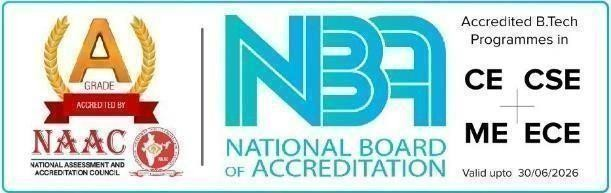 A
GRADE
ACCREDITED BY
NAAC
NATIONAL ASSESSMENT AND
ACCREDITATION COUNCIL
NBA
NATIONAL BOARD
OF ACCREDITATION
Accredited B.Tech
Programmes in
CE CSE
ME ECE
Valid upto 30/06/2026